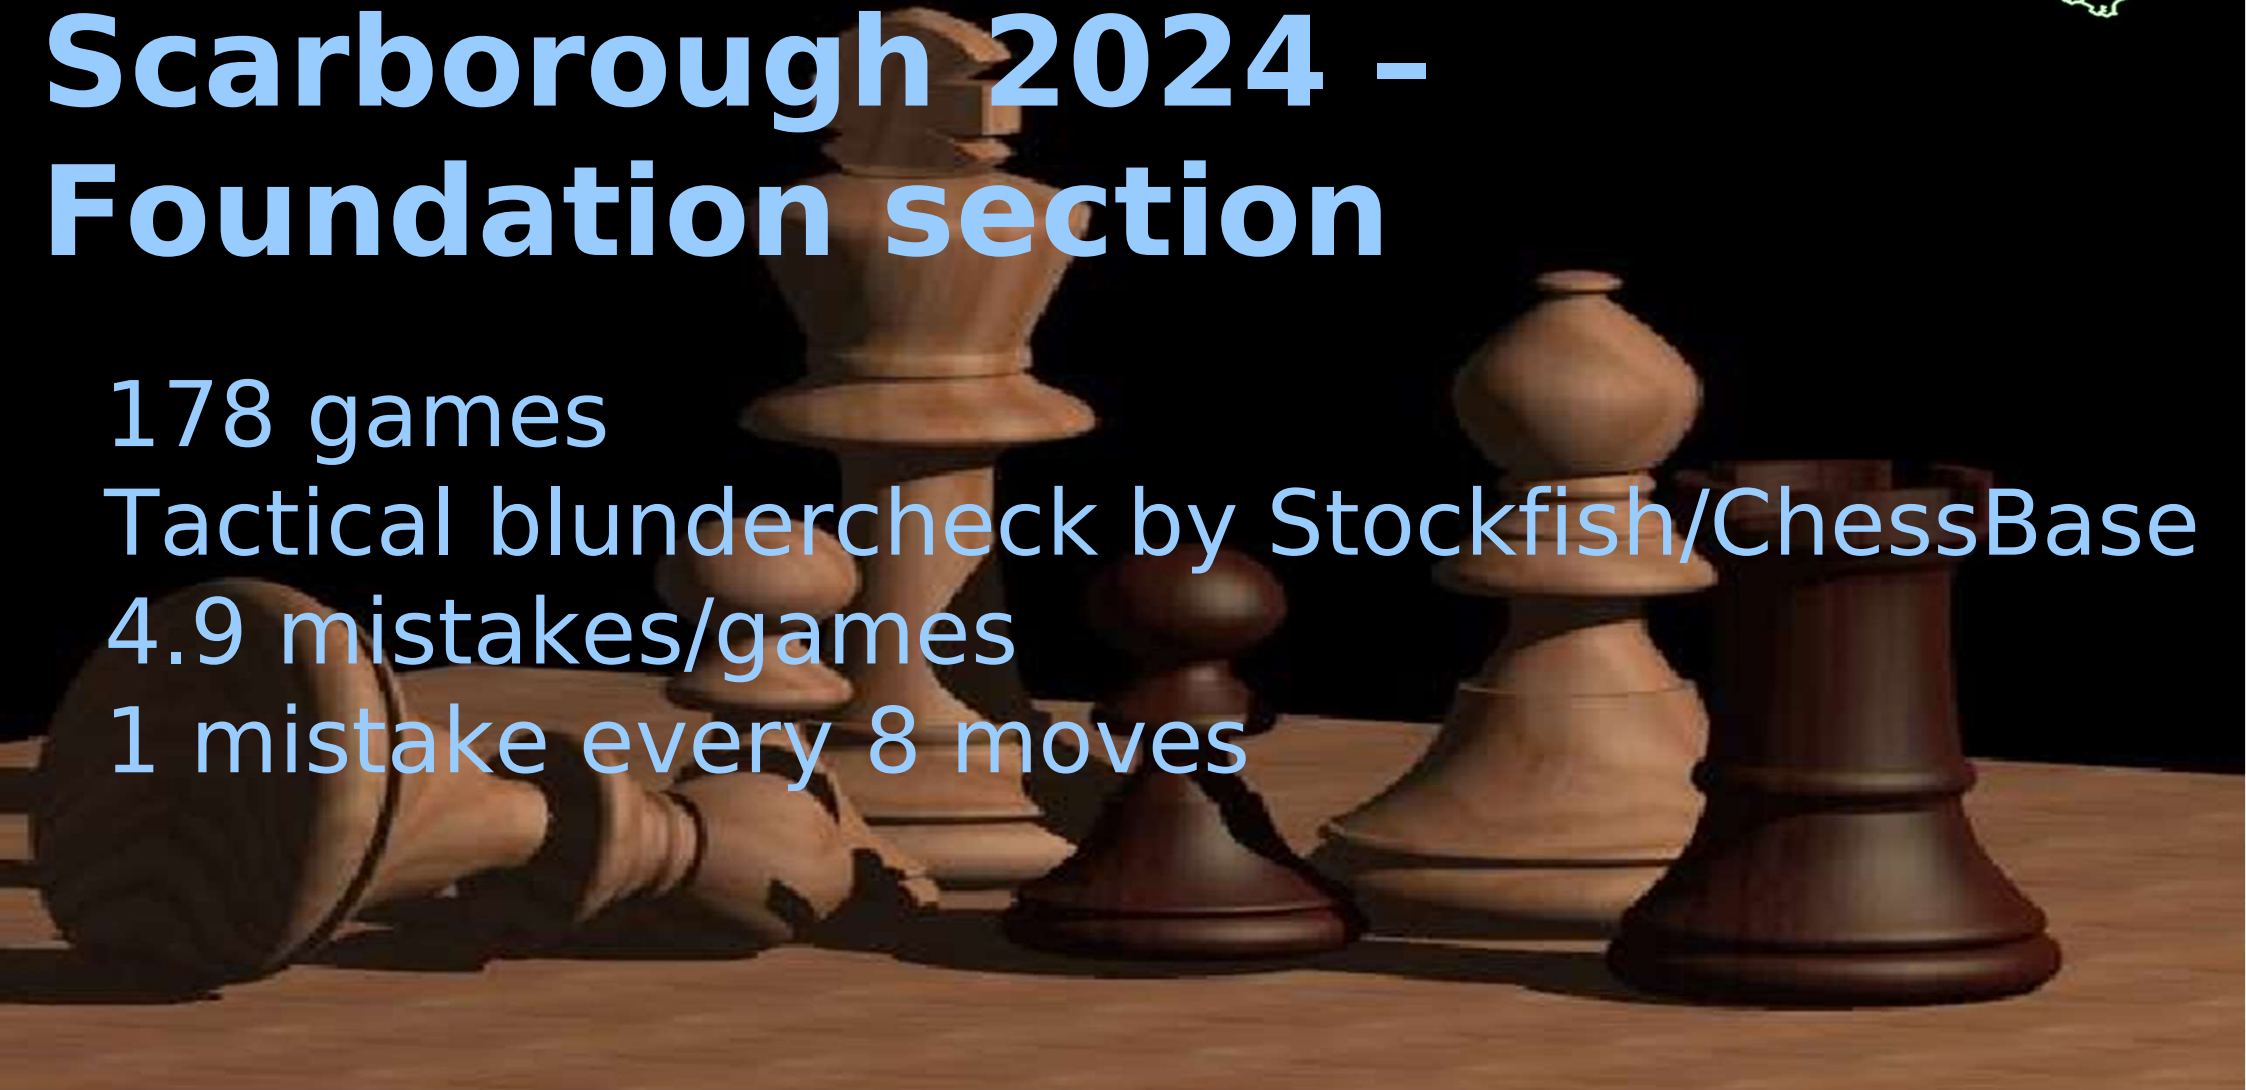 Scarborough 2024 –
Foundation section
178 games
Tactical blundercheck by Stockfish/ChessBase
4.9 mistakes/games
1 mistake every 8 moves